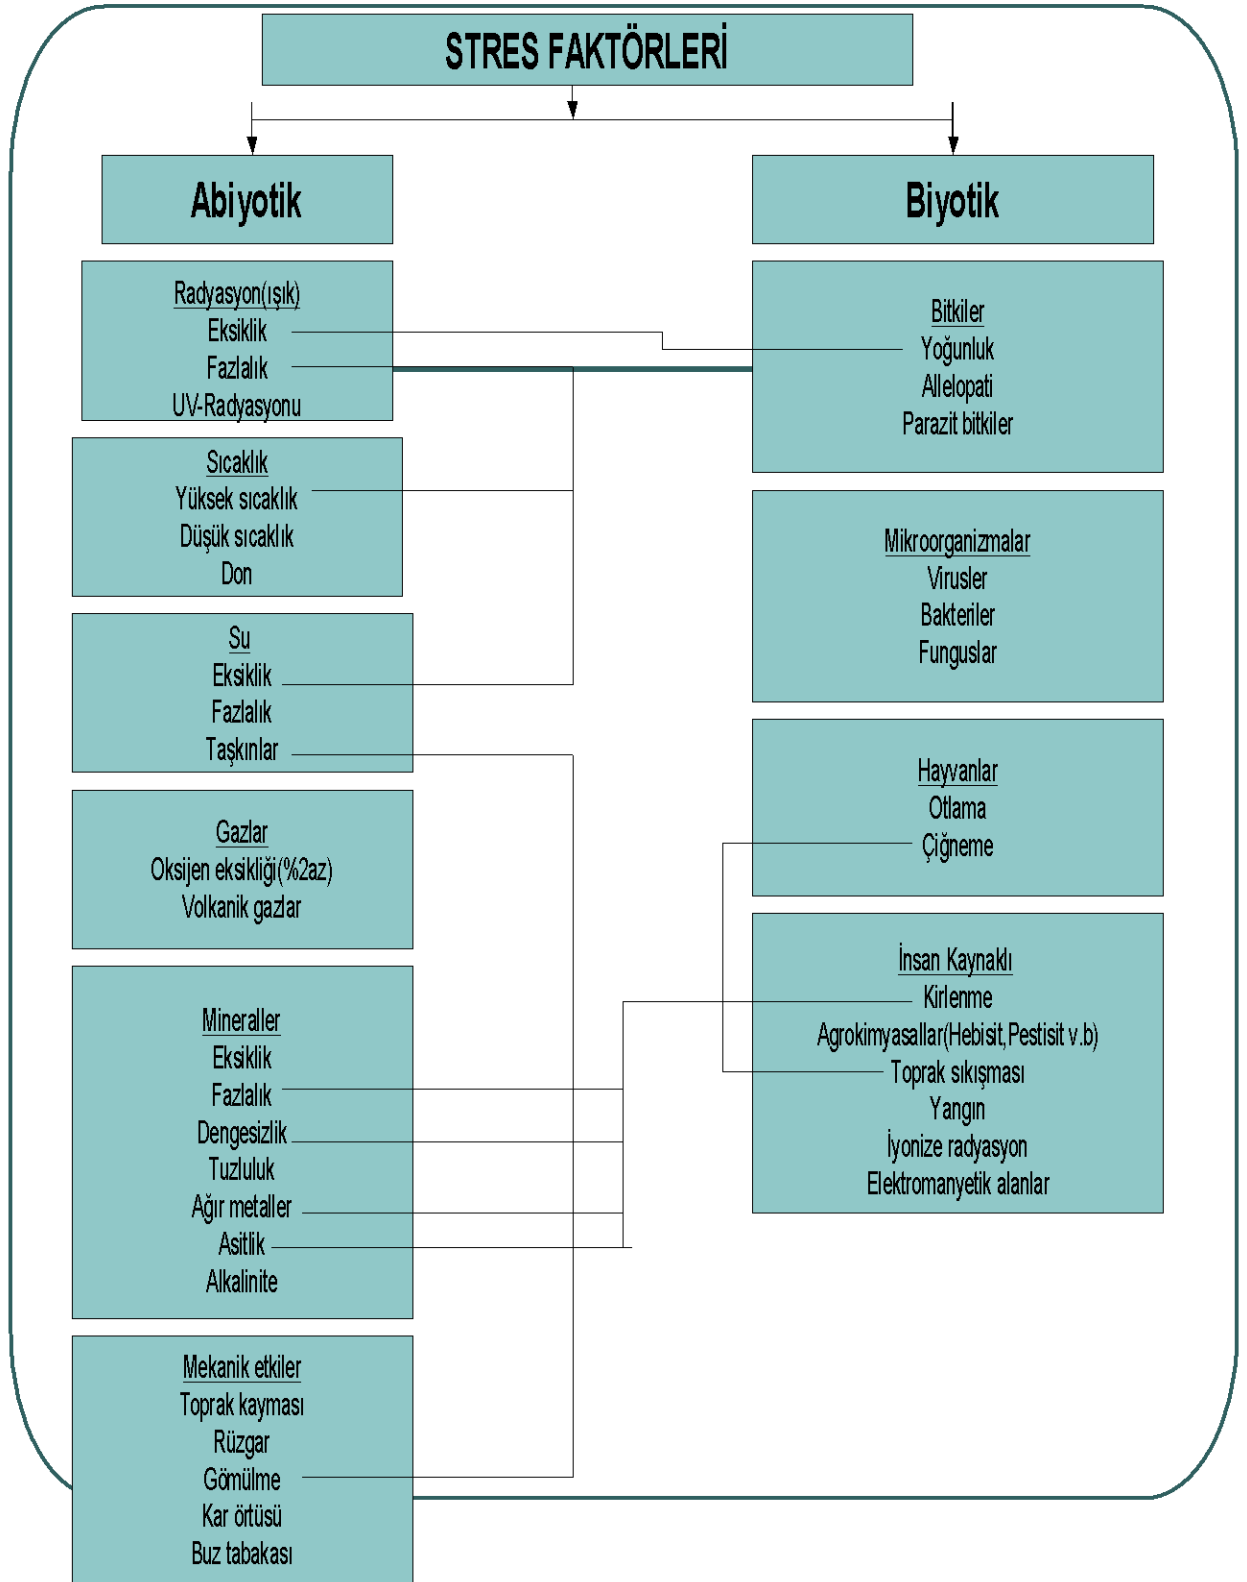 STRES FAKTÖRLERİ
Abiyotik
Radyasyon(ışık)
Eksiklik
Fazlalık
UV-Radyasyonu
Sıcaklık
Yüksek sıcaklık
Düşük sıcaklık
Don
Su
Eksiklik
Fazlalık
Taşkınlar
Gazlar
Oksijen eksikliği(%2az)
Volkanik gazlar
Mineraller
Eksiklik
Fazlalık
Dengesizlik
Tuzluluk
Ağır metaller
Asitlik
Alkalinite
Mekanik etkiler
Toprak kayması
Rüzgar
Gömülme
Kar örtüsü
Buz tabakası
Biyotik
Bitkiler
Yoğunluk
Allelopati
Parazit bitkiler
Mikroorganizmalar
Virusler
Bakteriler
Funguslar
Hayvanlar
Otlama
Çiğneme
İnsan Kaynaklı
Kirlenme
Agrokimyasallar(Hebisit,Pestisit v.b)
Toprak sıkışması
Yangın
İyonize radyasyon
Elektromanyetik alanlar